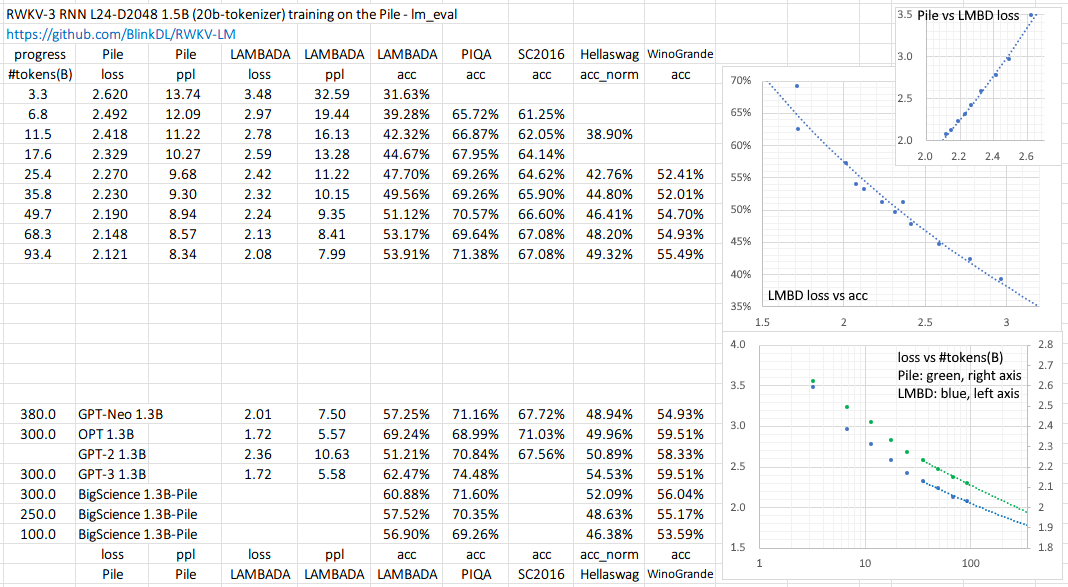 RWKV-3 RNN L24-D2048 1.5B (20b-tokenizer) training on the Pile - lm_eval
https://github.com/BlinkDL/RWKV-LM
progress Pile Pile LAMBADA LAMBADA LAMBADA PIQA SC2016 Hellaswag WinoGrande
#tokens(B) loss ppl loss ppl acc acc acc acc_norm acc
3.3 2.620 13.74 3.48 32.59 31.63%
6.8 2.492 12.09 2.97 19.44 39.28% 65.72% 61.25%
11.5 2.418 11.22 2.78 16.13 42.32% 66.87% 62.05% 38.90%
17.6 2.329 10.27 2.59 13.28 44.67% 67.95% 64.14%
25.4 2.270 9.68 2.42 11.22 47.70% 69.26% 64.62% 42.76% 52.41%
35.8 2.230 9.30 2.32 10.15 49.56% 69.26% 65.90% 44.80% 52.01%
49.7 2.190 8.94 2.24 9.35 51.12% 70.57% 66.60% 46.41% 54.70%
68.3 2.148 8.57 2.13 8.41 53.17% 69.64% 67.08% 48.20% 54.93%
93.4 2.121 8.34 2.08 7.99 53.91% 71.38% 67.08% 49.32% 55.49%
380.0 GPT-Neo 1.3B 2.01 7.50 57.25% 71.16% 67.72% 48.94% 54.93%
300.0 OPT 1.3B 1.72 5.57 69.24% 68.99% 71.03% 49.96% 59.51%
GPT-2 1.3B 2.36 10.63 51.21% 70.84% 67.56% 50.89% 58.33%
300.0 GPT-3 1.3B 1.72 5.58 62.47% 74.48% 54.53% 59.51%
300.0 BigScience 1.3B-Pile 60.88% 71.60% 52.09% 56.04%
250.0 BigScience 1.3B-Pile 57.52% 70.35% 48.63% 55.17%
100.0 BigScience 1.3B-Pile 56.90% 69.26% 46.38% 53.59%
loss ppl loss ppl acc acc acc acc_norm acc
Pile Pile LAMBADA LAMBADA LAMBADA PIQA SC2016 Hellaswag WinoGrande
Pile vs LMBD loss
3.5
3.0
2.5
2.0
2.0 2.2 2.4 2.6
70%
65%
60%
55%
50%
45%
40%
35%
LMBD loss vs acc
1.5 2 2.5 3
loss vs #tokens(B)
Pile: green, right axis
LMBD: blue, left axis
4.0
3.5
3.0
2.5
2.0
1.5
2.8
2.7
2.6
2.5
2.4
2.3
2.2
2.1
2
1.9
1.8
1 10 100